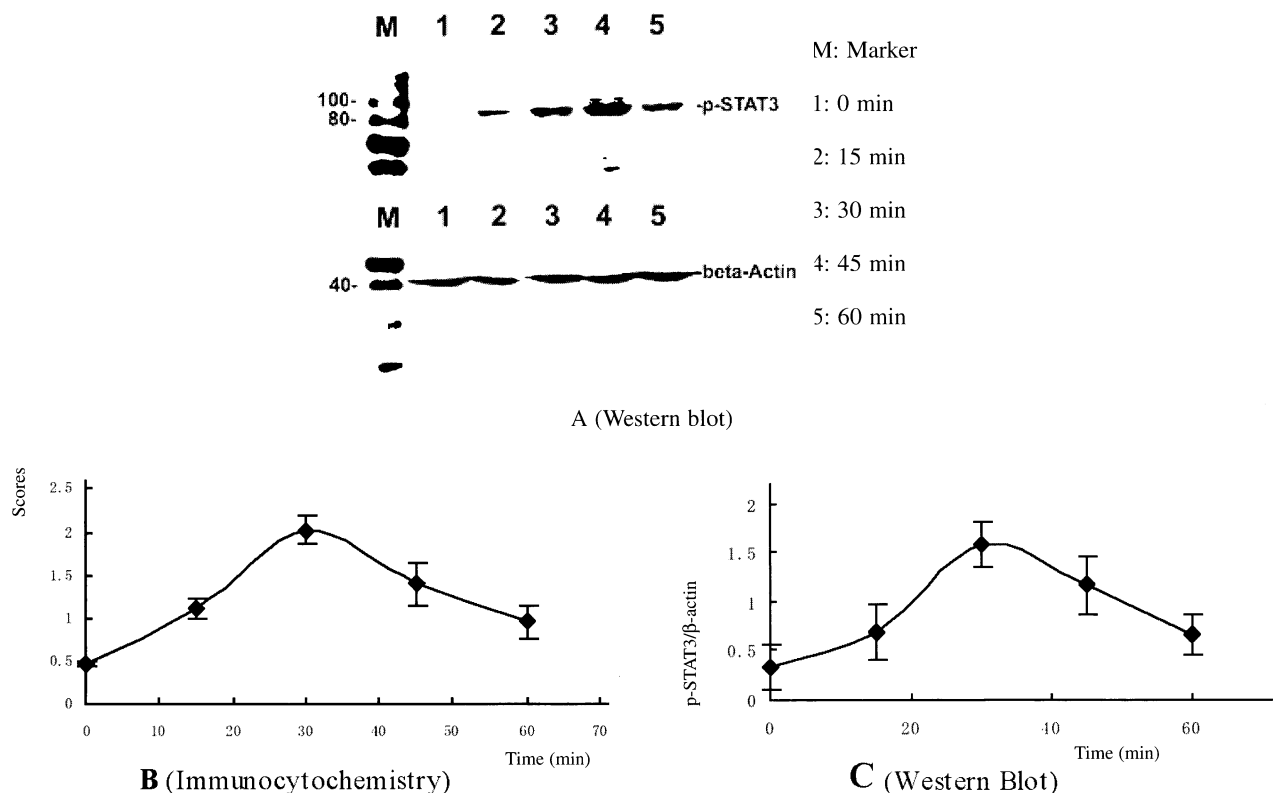 M 1 2 3 4 5
M: Marker
100-
-p-STAT3
1: 0 min
80-
2: 15 min
M 1 2 3 4 5
3: 30 min
beta-Actin
4: 45 min
40-
5: 60 min
A (Western blot)
Scores
2.5
2
1.5
1
0.5
0
0 10 20 30 40 50 60 70
Time (min)
B (Immunocytochemistry)
p-STAT3/β-actin
2
1.5
1
0.5
0
0 20 40 60
Time (min)
C (Western Blot)